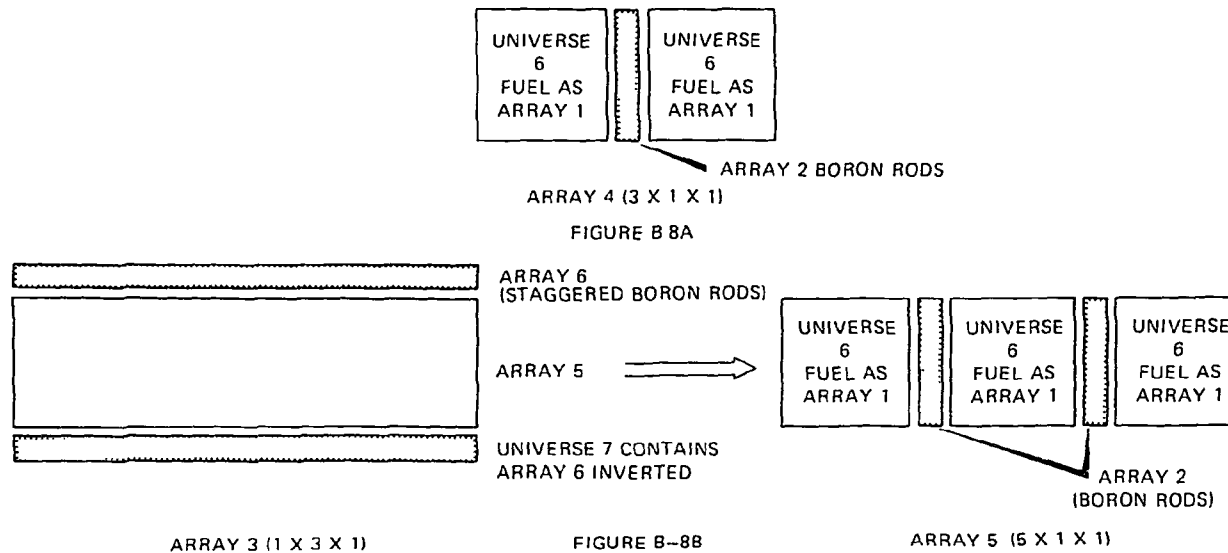 UNIVERSE
6
FUEL AS
ARRAY 1
UNIVERSE
6
FUEL AS
ARRAY 1
ARRAY 2 BORON RODS
ARRAY 4 (3 X 1 X 1)
FIGURE B 8A
ARRAY 6
(STAGGERED BORON RODS)
ARRAY 5
UNIVERSE 7 CONTAINS
ARRAY 6 INVERTED
UNIVERSE
6
FUEL AS
ARRAY 1
UNIVERSE
6
FUEL AS
ARRAY 1
UNIVERSE
6
FUEL AS
ARRAY 1
ARRAY 2
(BORON RODS)
ARRAY 3 (1 X 3 X 1)
FIGURE B-8B
ARRAY 5 (5 X 1 X 1)